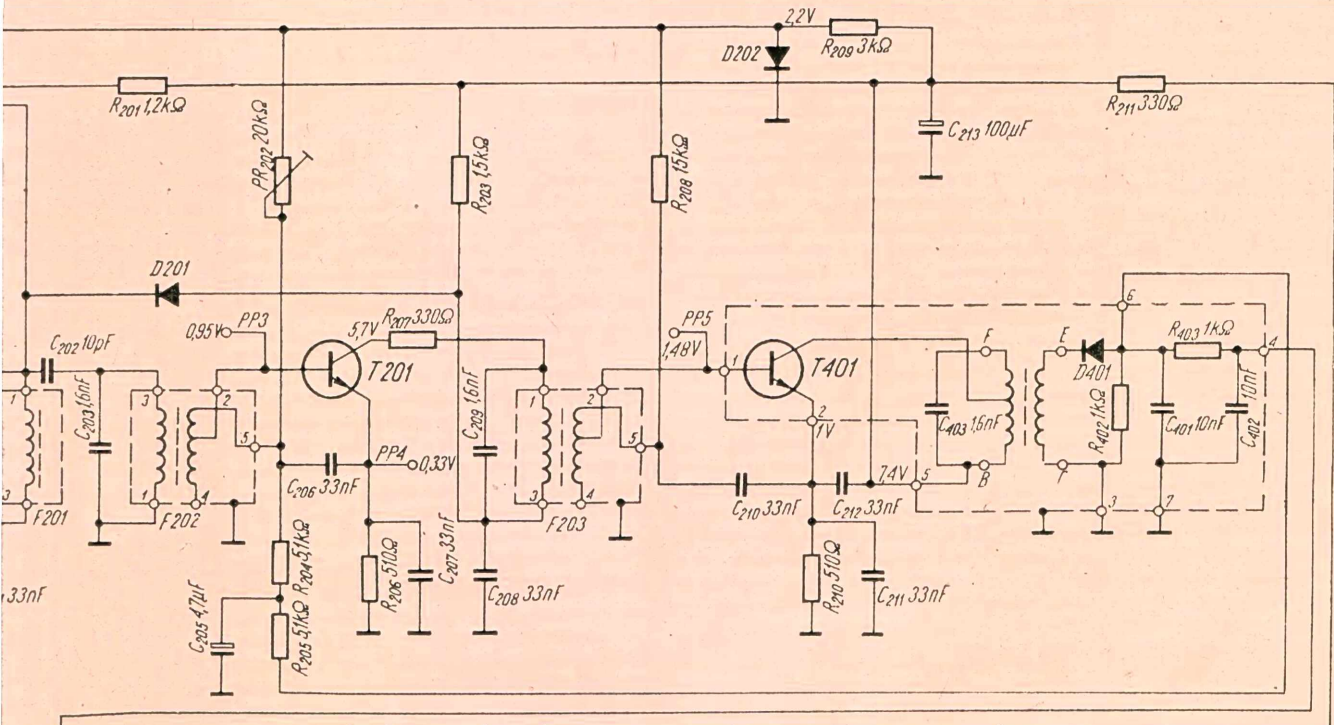 2,2V
D202
R209 3kΩ
R201 1,2kΩ
R211 330Ω
PR202 20kΩ
C213 100μF
R203 1,5kΩ
R208 15kΩ
D201
0,95V PP3
5,7V R207 330Ω
PP5
1,48V
6
R403 1kΩ
4
C202 10pF
T201
1
T401
F
E
D401
10nF
1
C203 1,6nF
3
2
C209 1,6nF
1
2
2
1V
C403 1,6nF
R402 1kΩ
C401 10nF
C402
5
5
C206 33nF
PP4
0,33V
7,4V
5
B
3
F201
1
4
F202
3
4
F203
C210 33nF
C212 33nF
3
7
R204 5,1kΩ
R206 510Ω
C207 33nF
33nF
C208 33nF
R210 510Ω
C211 33nF
C205 4,7μF
R205 5,1kΩ